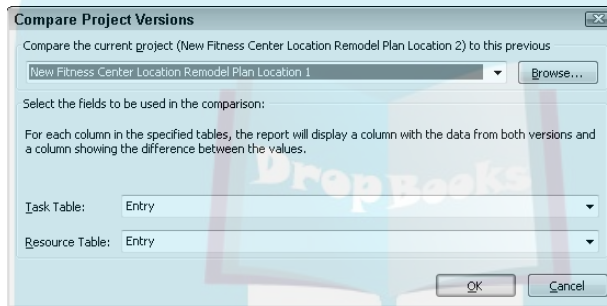 Compare Project Versions
Compare the current project (New Fitness Center Location Remodel Plan Location 2) to this previous
New Fitness Center Location Remodel Plan Location 1
Browse...
Select the fields to be used in the comparison:
For each column in the specified tables, the report will display a column with the data from both versions and
a column showing the difference between the values.
DropBooks
Task Table: Entry
Resource Table: Entry
OK Cancel